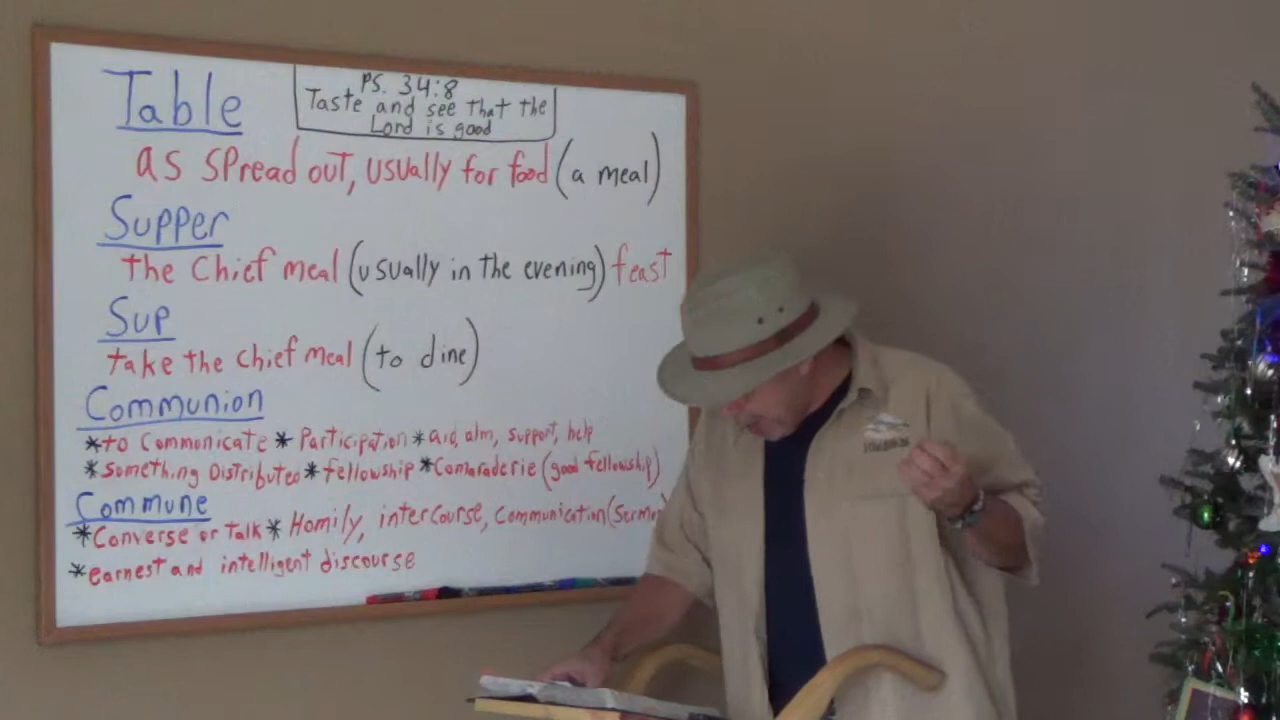 Table
PS. 34:8
Taste and see that the
Lord is good
as spread out, usually for food (a meal)
Supper
the Chief meal (usually in the evening) feast
Sup
take the chief meal (to dine)
Communion
*to Communicate * Participation * aid, alm, support, help
*Something Distributed * fellowship * Comaraderie (good fellowship)
Commune
*Converse or Talk * Homily, intercourse, Communication (Sermon
*earnest and intelligent discourse